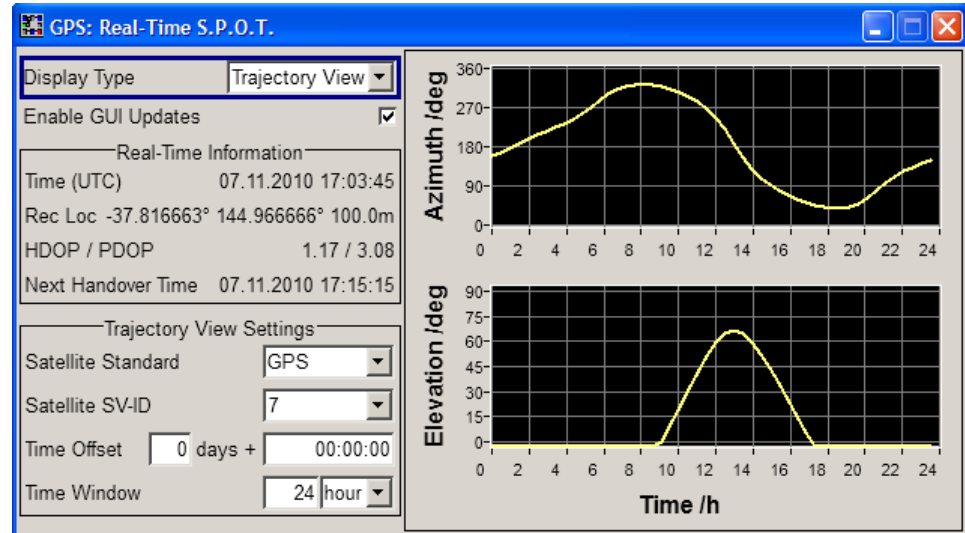 GPS: Real-Time S.P.O.T.
Display Type Trajectory View
Enable GUI Updates
Real-Time Information
Time (UTC) 07.11.2010 17:03:45
Rec Loc -37.816663° 144.966666° 100.0m
HDOP / PDOP 1.17 / 3.08
Next Handover Time 07.11.2010 17:15:15
Trajectory View Settings
Satellite Standard GPS
Satellite SV-ID 7
Time Offset 0 days + 00:00:00
Time Window 24 hour
Azimuth /deg
360-
270-
180-
90-
0-
0 2 4 6 8 10 12 14 16 18 20 22 24
Elevation /deg
90-
75-
60-
45-
30-
15-
0-
0 2 4 6 8 10 12 14 16 18 20 22 24
Time /h